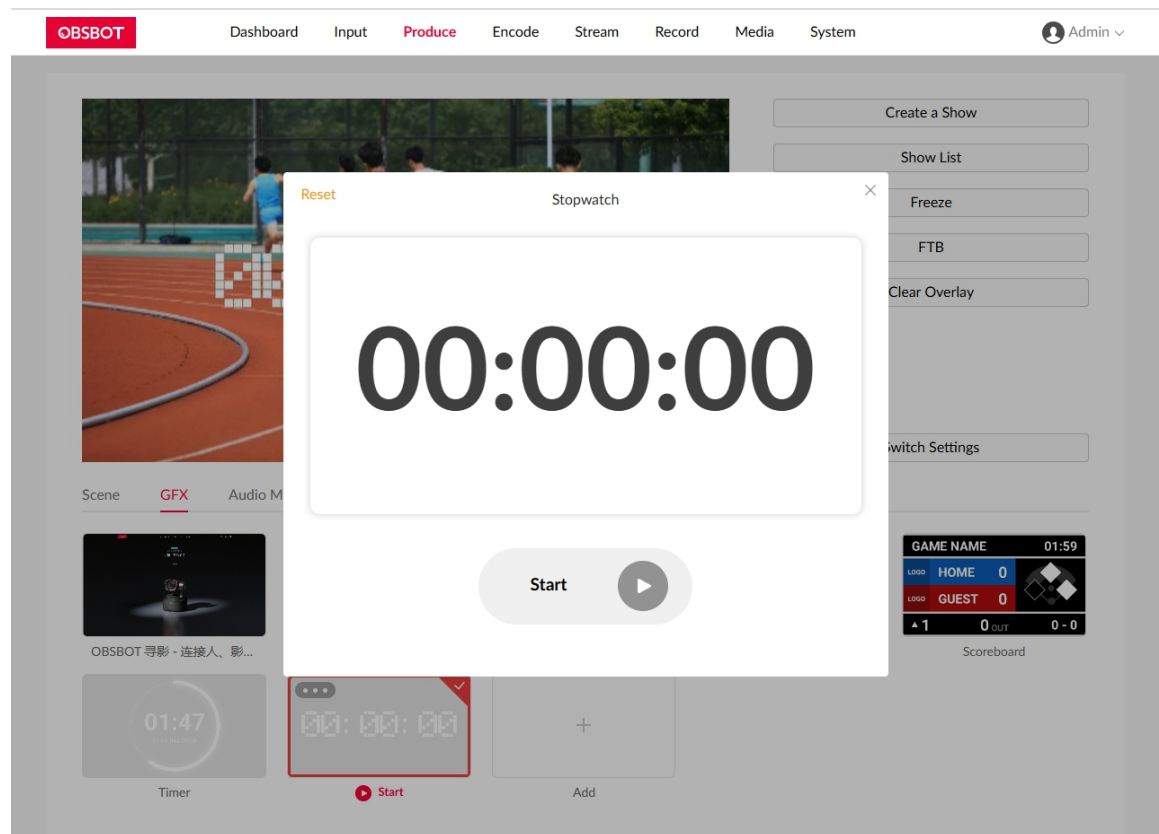 OBSBOT
Dashboard Input Produce Encode Stream Record Media System
Admin
Create a Show
Show List
Freeze
FTB
Clear Overlay
Switch Settings
Reset
Stopwatch
00:00:00
Start
Scene GFX Audio M
OBSBOT 寻影 - 连接人、影...
GAME NAME 01:59
LOGO HOME 0
LOGO GUEST 0
1 0 OUT 0 - 0
Scoreboard
01:47
Timer
00:00:00
Start
+
Add